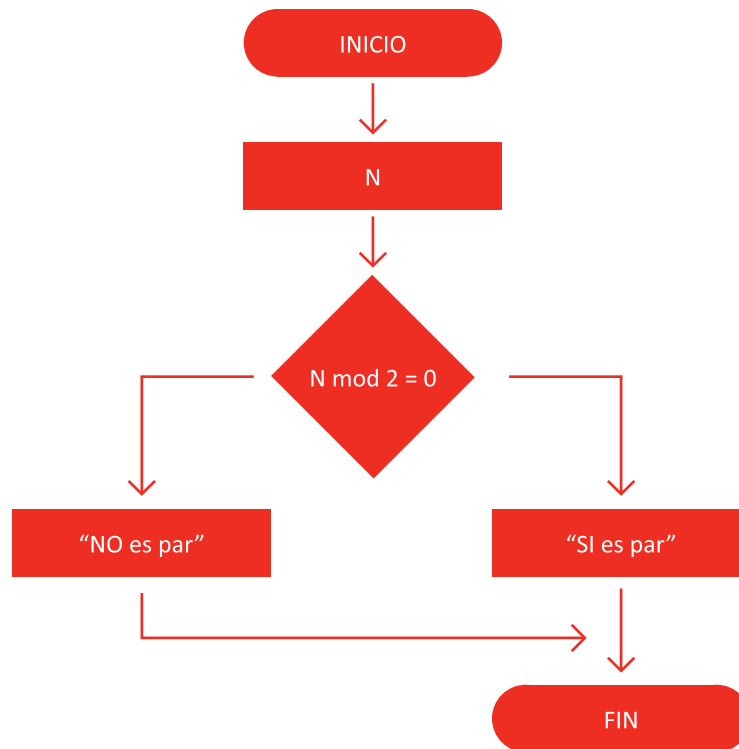 INICIO
N
N mod 2 = 0
“NO es par”
“SI es par”
FIN